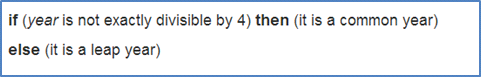 if (year is not exactly divisible by 4) then (it is a common year)
else (it is a leap year)